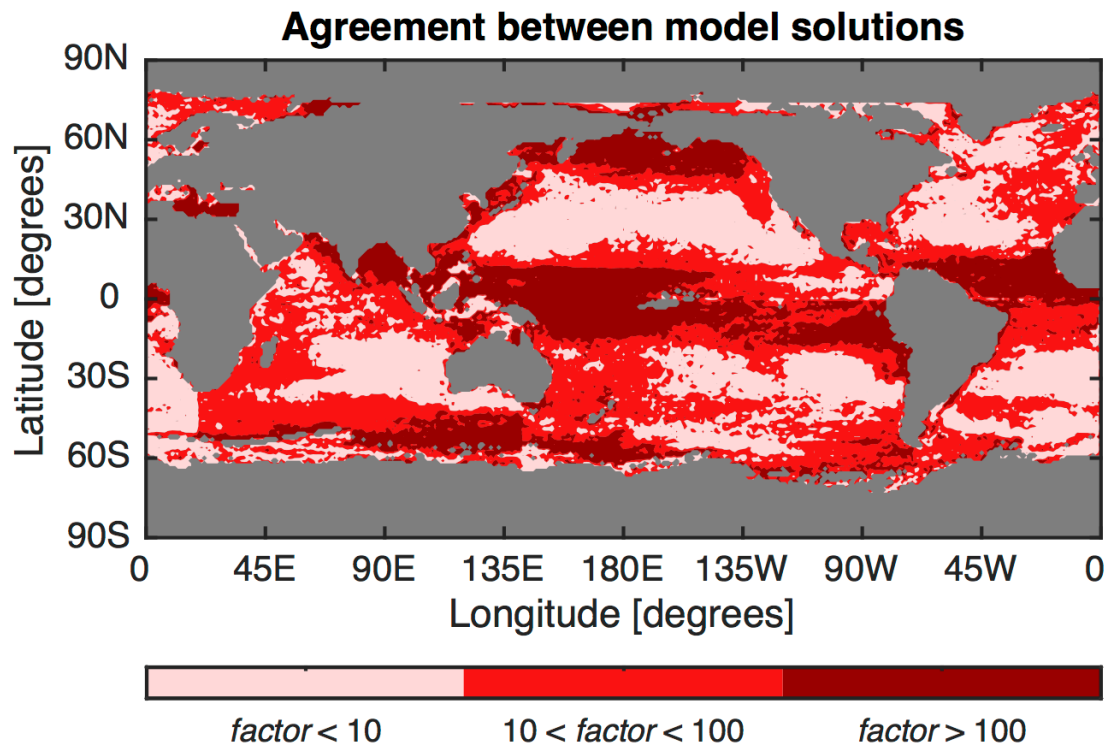 Agreement between model solutions
90N
60N
30N
0
30S
60S
90S
Latitude [degrees]
0 45E 90E 135E 180E 135W 90W 45W 0
Longitude [degrees]
factor < 10 10 < factor < 100 factor > 100